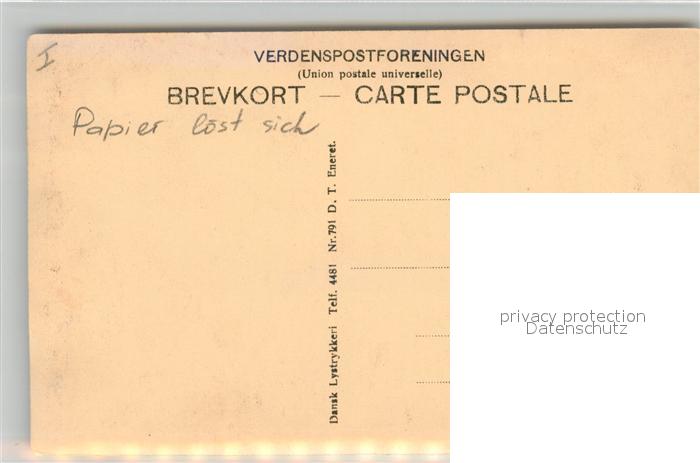 I
VERDENSPOSTFORENINGEN
(Union postale universelle)
BREVKORT — CARTE POSTALE
Papier löst sich
Dansk Lystrykkeri Telf. 4481 Nr. 791 D. T. Eneret.
privacy protection
Datenschutz